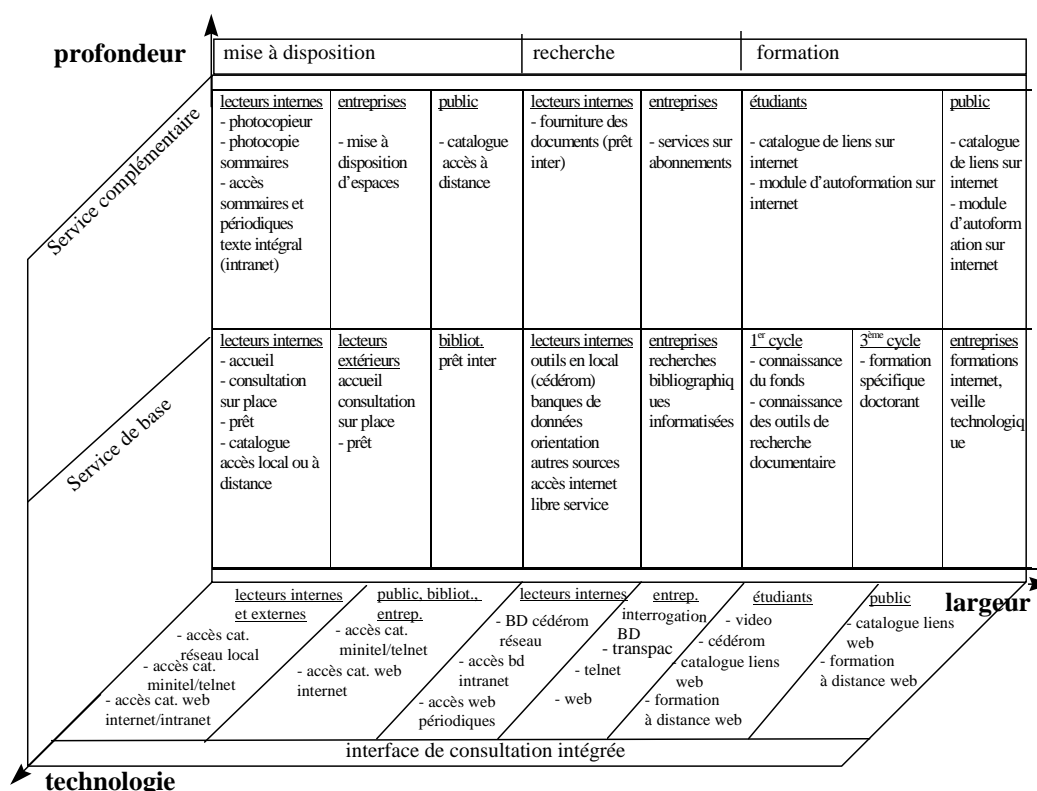 profondeur
mise à disposition
recherche
formation
Service complémentaire
lecteurs internes
- photocopieur
- photocopie
sommaires
- accès
sommaires et
périodiques
texte intégral
(intranet)
entreprises
- mise à
disposition
d'espaces
public
- catalogue
accès à
distance
lecteurs internes
- fourniture des
documents (prêt
inter)
entreprises
- services sur
abonnements
étudiants
- catalogue de liens sur
internet
- module d'autoformation sur
internet
public
- catalogue
de liens sur
internet
- module
d'autoform
ation sur
internet
Service de base
lecteurs internes
- accueil
- consultation
sur place
- prêt
- catalogue
accès local ou à
distance
lecteurs
extérieurs
accueil
consultation
sur place
- prêt
bibliot.
prêt inter
lecteurs internes
outils en local
(cédérom)
banques de
données
orientation
autres sources
accès internet
libre service
entreprises
recherches
bibliographiq
ues
informatisées
1er cycle
- connaissance
du fonds
- connaissance
des outils de
recherche
documentaire
3ème cycle
- formation
spécifique
doctorant
entreprises
formations
internet,
veille
technologiq
ue
largeur
lecteurs internes
et externes
- accès cat.
réseau local
- accès cat.
minitel/telnet
- accès cat. web
internet/intranet
public, bibliot.,
entrep.
- accès cat.
minitel/telnet
- accès cat. web
internet
lecteurs internes
- BD cédérom
réseau
- accès bd
intranet
- accès web
périodiques
entrep.
interrogation
BD
- transpac
- telnet
- web
étudiants
- video
- cédérom
- catalogue liens
web
- formation
à distance web
public
- catalogue liens
web
- formation
à distance web
interface de consultation intégrée
technologie